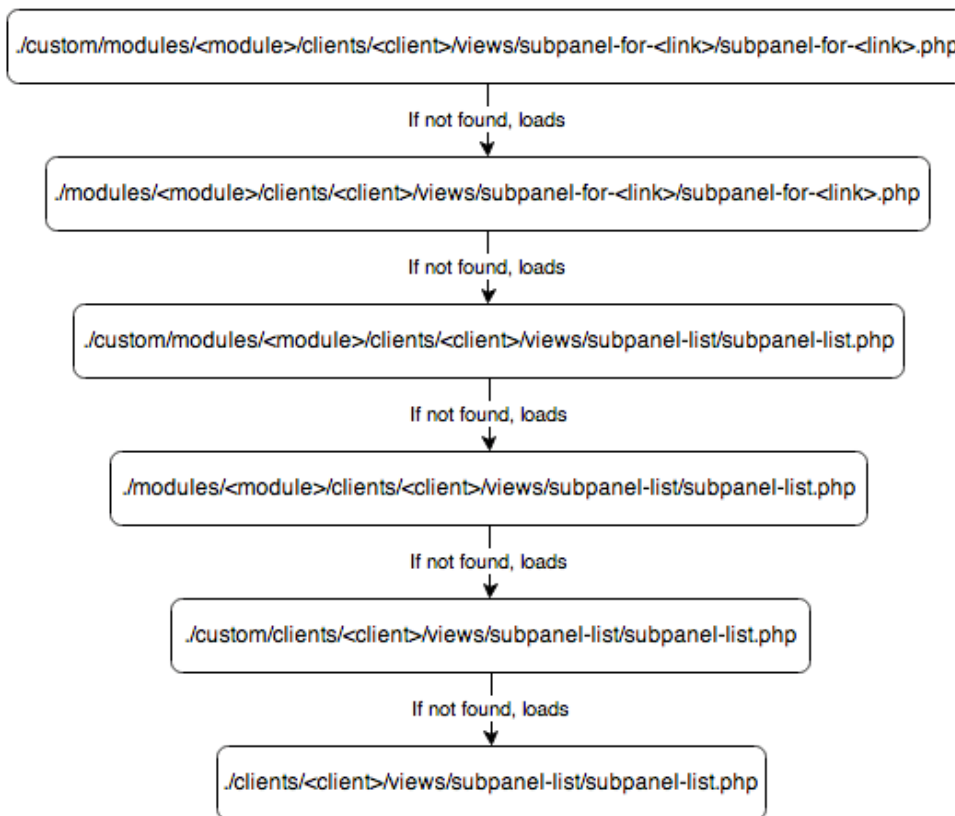 ./custom/modules/<module>/clients/<client>/views/subpanel-for-<link>/subpanel-for-<link>.php
If not found, loads
./modules/<module>/clients/<client>/views/subpanel-for-<link>/subpanel-for-<link>.php
If not found, loads
./custom/modules/<module>/clients/<client>/views/subpanel-list/subpanel-list.php
If not found, loads
./modules/<module>/clients/<client>/views/subpanel-list/subpanel-list.php
If not found, loads
./custom/clients/<client>/views/subpanel-list/subpanel-list.php
If not found, loads
./clients/<client>/views/subpanel-list/subpanel-list.php